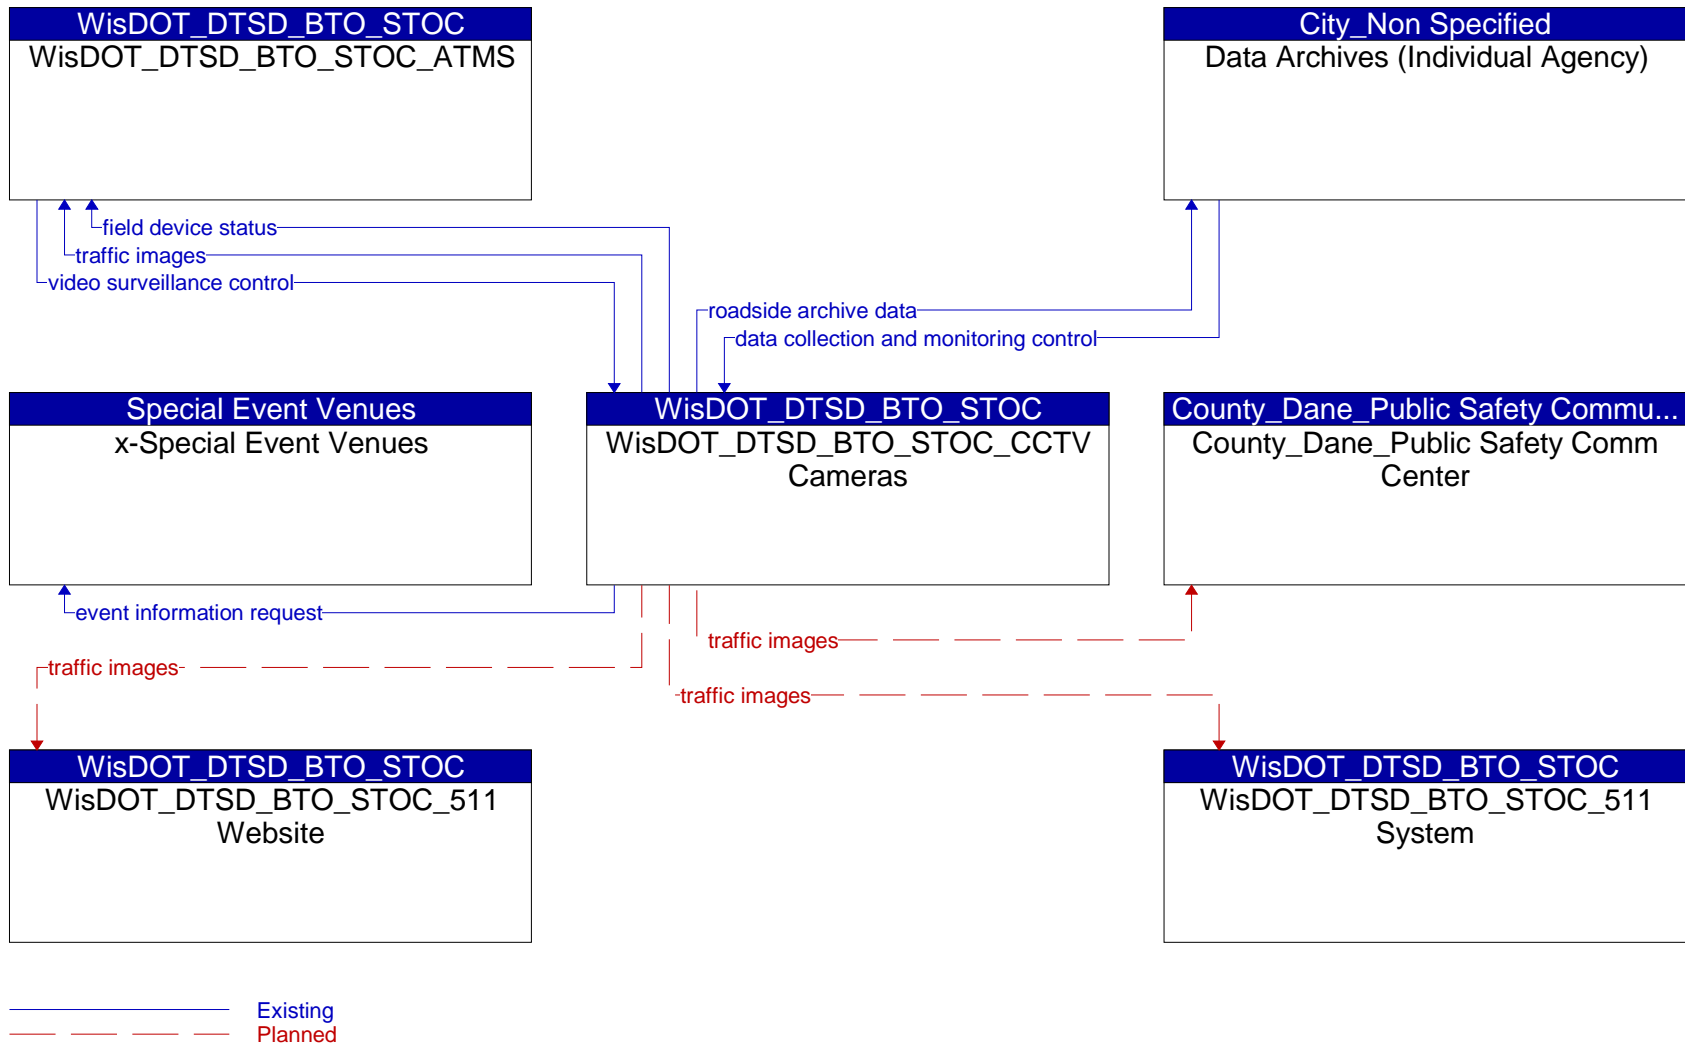 WisDOT_DTSD_BTO_STOC
WisDOT_DTSD_BTO_STOC_ATMS
City_Non Specified
Data Archives (Individual Agency)
field device status
traffic images
video surveillance control
roadside archive data
data collection and monitoring control
Special Event Venues
x-Special Event Venues
WisDOT_DTSD_BTO_STOC
WisDOT_DTSD_BTO_STOC_CCTV
Cameras
County_Dane_Public Safety Commu...
County_Dane_Public Safety Comm
Center
event information request
traffic images
traffic images
traffic images
WisDOT_DTSD_BTO_STOC
WisDOT_DTSD_BTO_STOC_511
Website
WisDOT_DTSD_BTO_STOC
WisDOT_DTSD_BTO_STOC_511
System
Existing
Planned